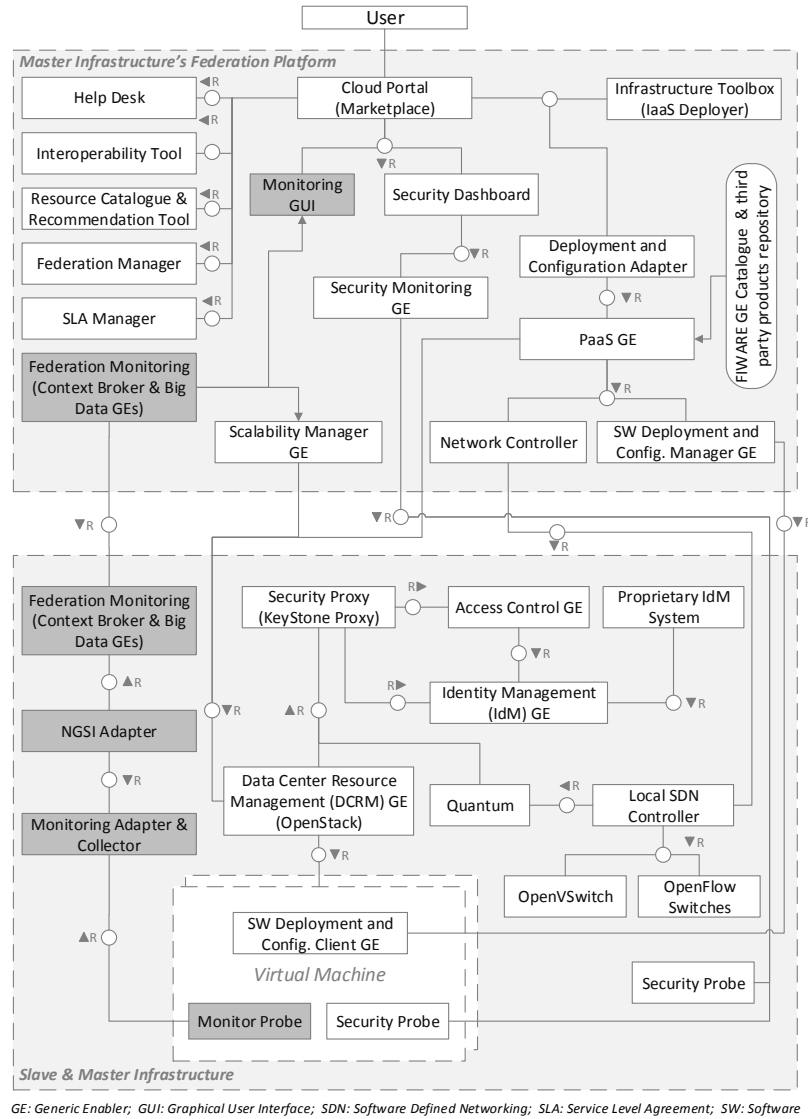 User
Master Infrastructure's Federation Platform
Help Desk
R
Cloud Portal
(Marketplace)
Infrastructure Toolbox
(IaaS Deployer)
R
Interoperability Tool
R
Monitoring
GUI
Security Dashboard
Resource Catalogue &
Recommendation Tool
R
FIWARE GE Catalogue & third
party products repository
Federation Manager
R
R
Deployment and
Configuration Adapter
Security Monitoring
GE
R
SLA Manager
R
PaaS GE
Federation Monitoring
(Context Broker & Big
Data GEs)
R
Scalability Manager
GE
Network Controller
SW Deployment and
Config. Manager GE
R
R
R
R
Federation Monitoring
(Context Broker & Big
Data GEs)
Security Proxy
(KeyStone Proxy)
R
Access Control GE
Proprietary IdM
System
R
R
R
Identity Management
(IdM) GE
R
NGSI Adapter
R
R
R
Data Center Resource
Management (DCRM) GE
(OpenStack)
Quantum
R
Local SDN
Controller
Monitoring Adapter &
Collector
R
R
OpenVSwitch
OpenFlow
Switches
R
SW Deployment and
Config. Client GE
Virtual Machine
Security Probe
Monitor Probe
Security Probe
Slave & Master Infrastructure
GE: Generic Enabler; GUI: Graphical User Interface; SDN: Software Defined Networking; SLA: Service Level Agreement; SW: Software